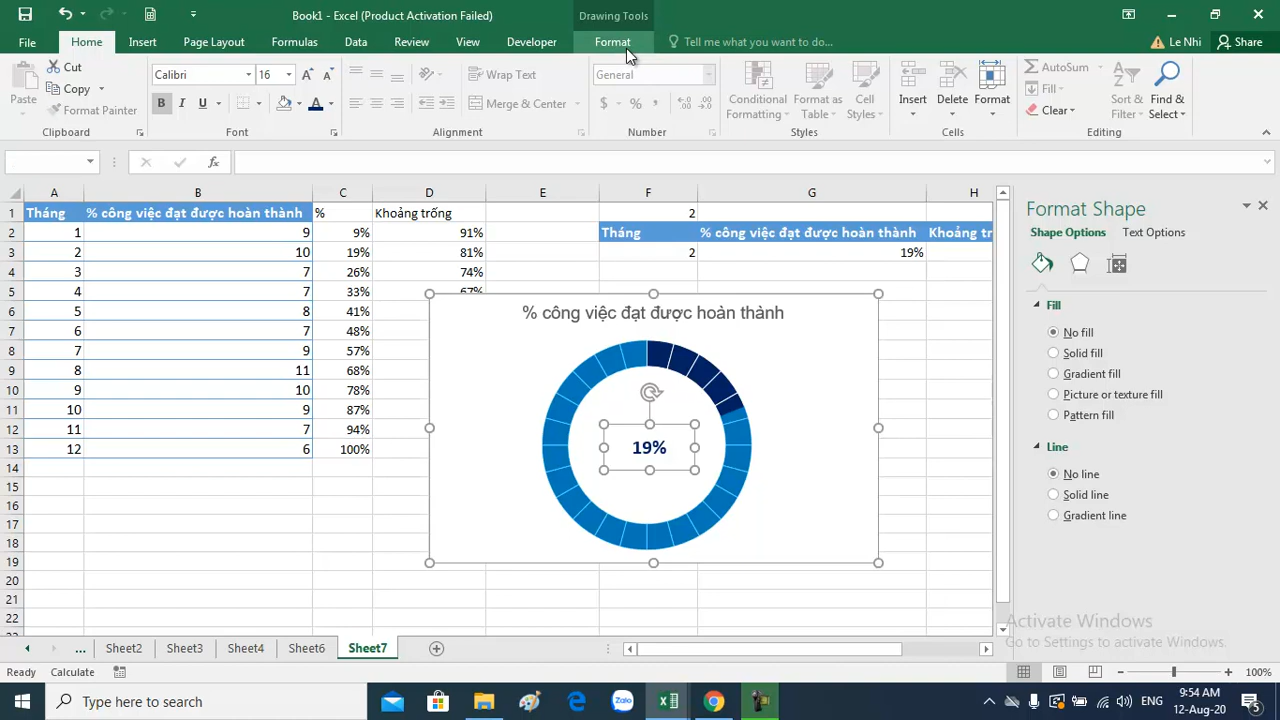 Book1 - Excel (Product Activation Failed)
Drawing Tools
File Home Insert Page Layout Formulas Data Review View Developer Format Tell me what you want to do... Le Nhi Share
Paste
Cut
Copy
Format Painter
Clipboard
Calibri 16
B I U
Font
Wrap Text
Merge & Center
Alignment
General
$ % ,
Number
Conditional Formatting
Format as Table
Cell Styles
Styles
Insert
Delete
Format
Cells
AutoSum
Fill
Clear
Sort & Filter
Find & Select
Editing
fx
A B C D E F G H
1 Tháng % công việc đạt được hoàn thành % Khoảng trống 2
2 1 9 9% 91% Tháng % công việc đạt được hoàn thành Khoảng tr
3 2 10 19% 81% 2 19%
4 3 7 26% 74%
5 4 7 33% 67%
6 5 8 41%
7 6 7 48%
8 7 9 57%
9 8 11 68%
10 9 10 78%
11 10 9 87%
12 11 7 94%
13 12 6 100%
14
15
16
17
18
19
20
21
22
% công việc đạt được hoàn thành
19%
Format Shape
Shape Options Text Options
Fill
No fill
Solid fill
Gradient fill
Picture or texture fill
Pattern fill
Line
No line
Solid line
Gradient line
Activate Windows
Go to Settings to activate Windows.
... Sheet2 Sheet3 Sheet4 Sheet6 Sheet7
Ready Calculate 100%
Type here to search
Zalo
ENG
9:54 AM
12-Aug-20
5